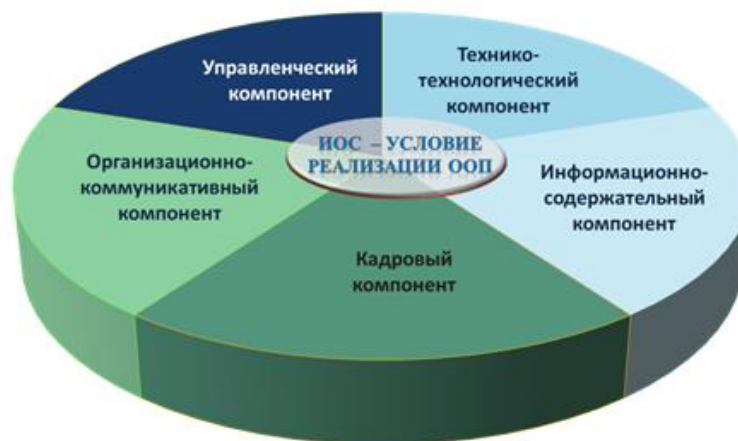 Управленческий
компонент
Технико-
технологический
компонент
ИОС – УСЛОВИЕ
РЕАЛИЗАЦИИ ООП
Организационно-
коммуникативный
компонент
Информационно-
содержательный
компонент
Кадровый
компонент